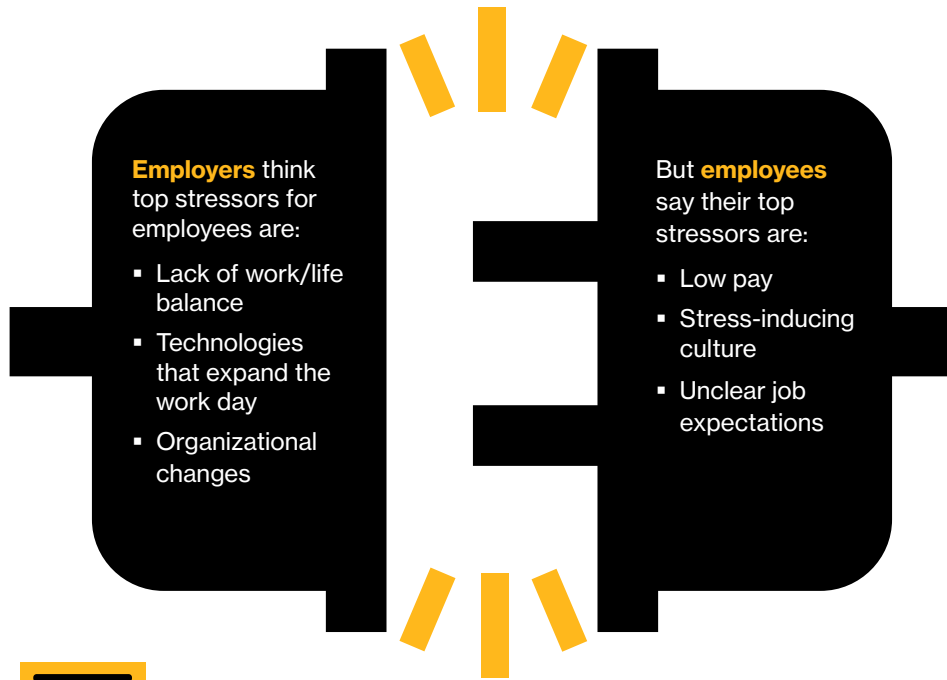 Employers think
top stressors for
employees are:
▪ Lack of work/life
balance
▪ Technologies
that expand the
work day
▪ Organizational
changes
But employees
say their top
stressors are:
▪ Low pay
▪ Stress-inducing
culture
▪ Unclear job
expectations